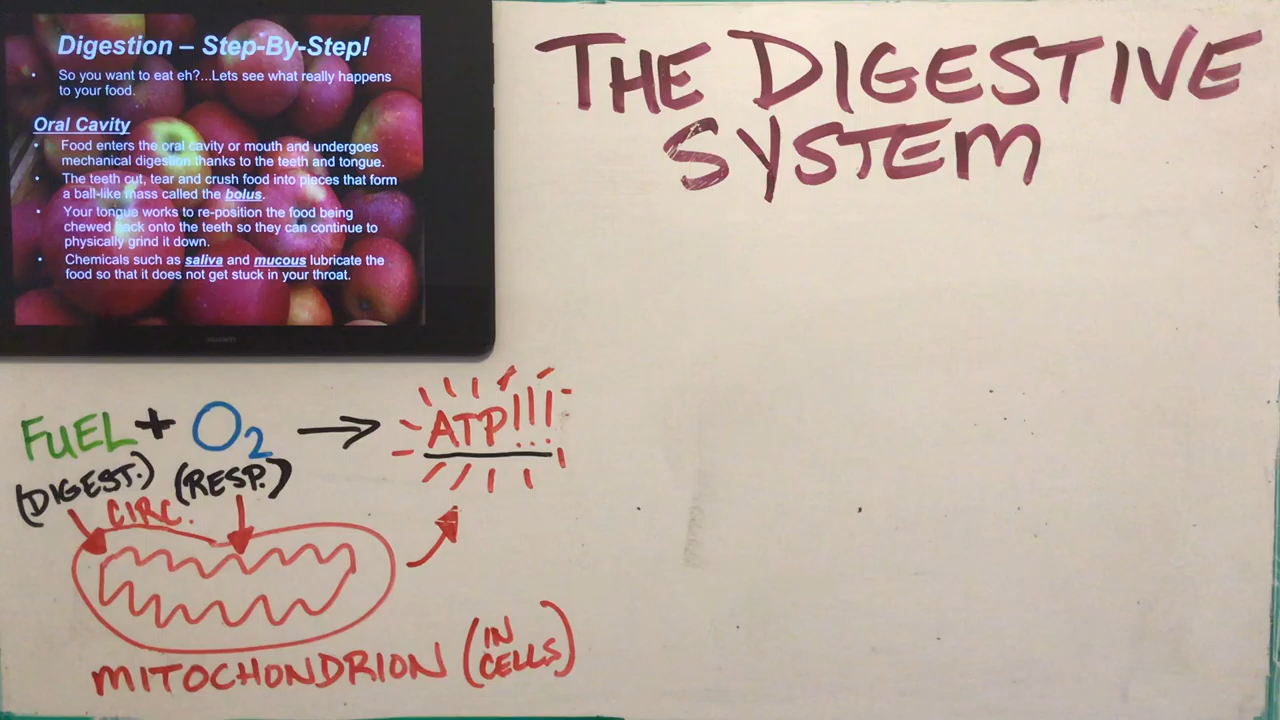 Digestion – Step-By-Step!
• So you want to eat eh?...Lets see what really happens
to your food.
Oral Cavity
• Food enters the oral cavity or mouth and undergoes
mechanical digestion thanks to the teeth and tongue.
• The teeth cut, tear and crush food into pieces that form
a ball-like mass called the bolus.
• Your tongue works to re-position the food being
chewed back onto the teeth so they can continue to
physically grind it down.
• Chemicals such as saliva and mucous lubricate the
food so that it does not get stuck in your throat.
HUAWEI
THE DIGESTIVE
SYSTEM
FUEL + O2 → ATP!!!
(DIGEST.) (RESP.)
CIRC.
MITOCHONDRION (IN
CELLS)